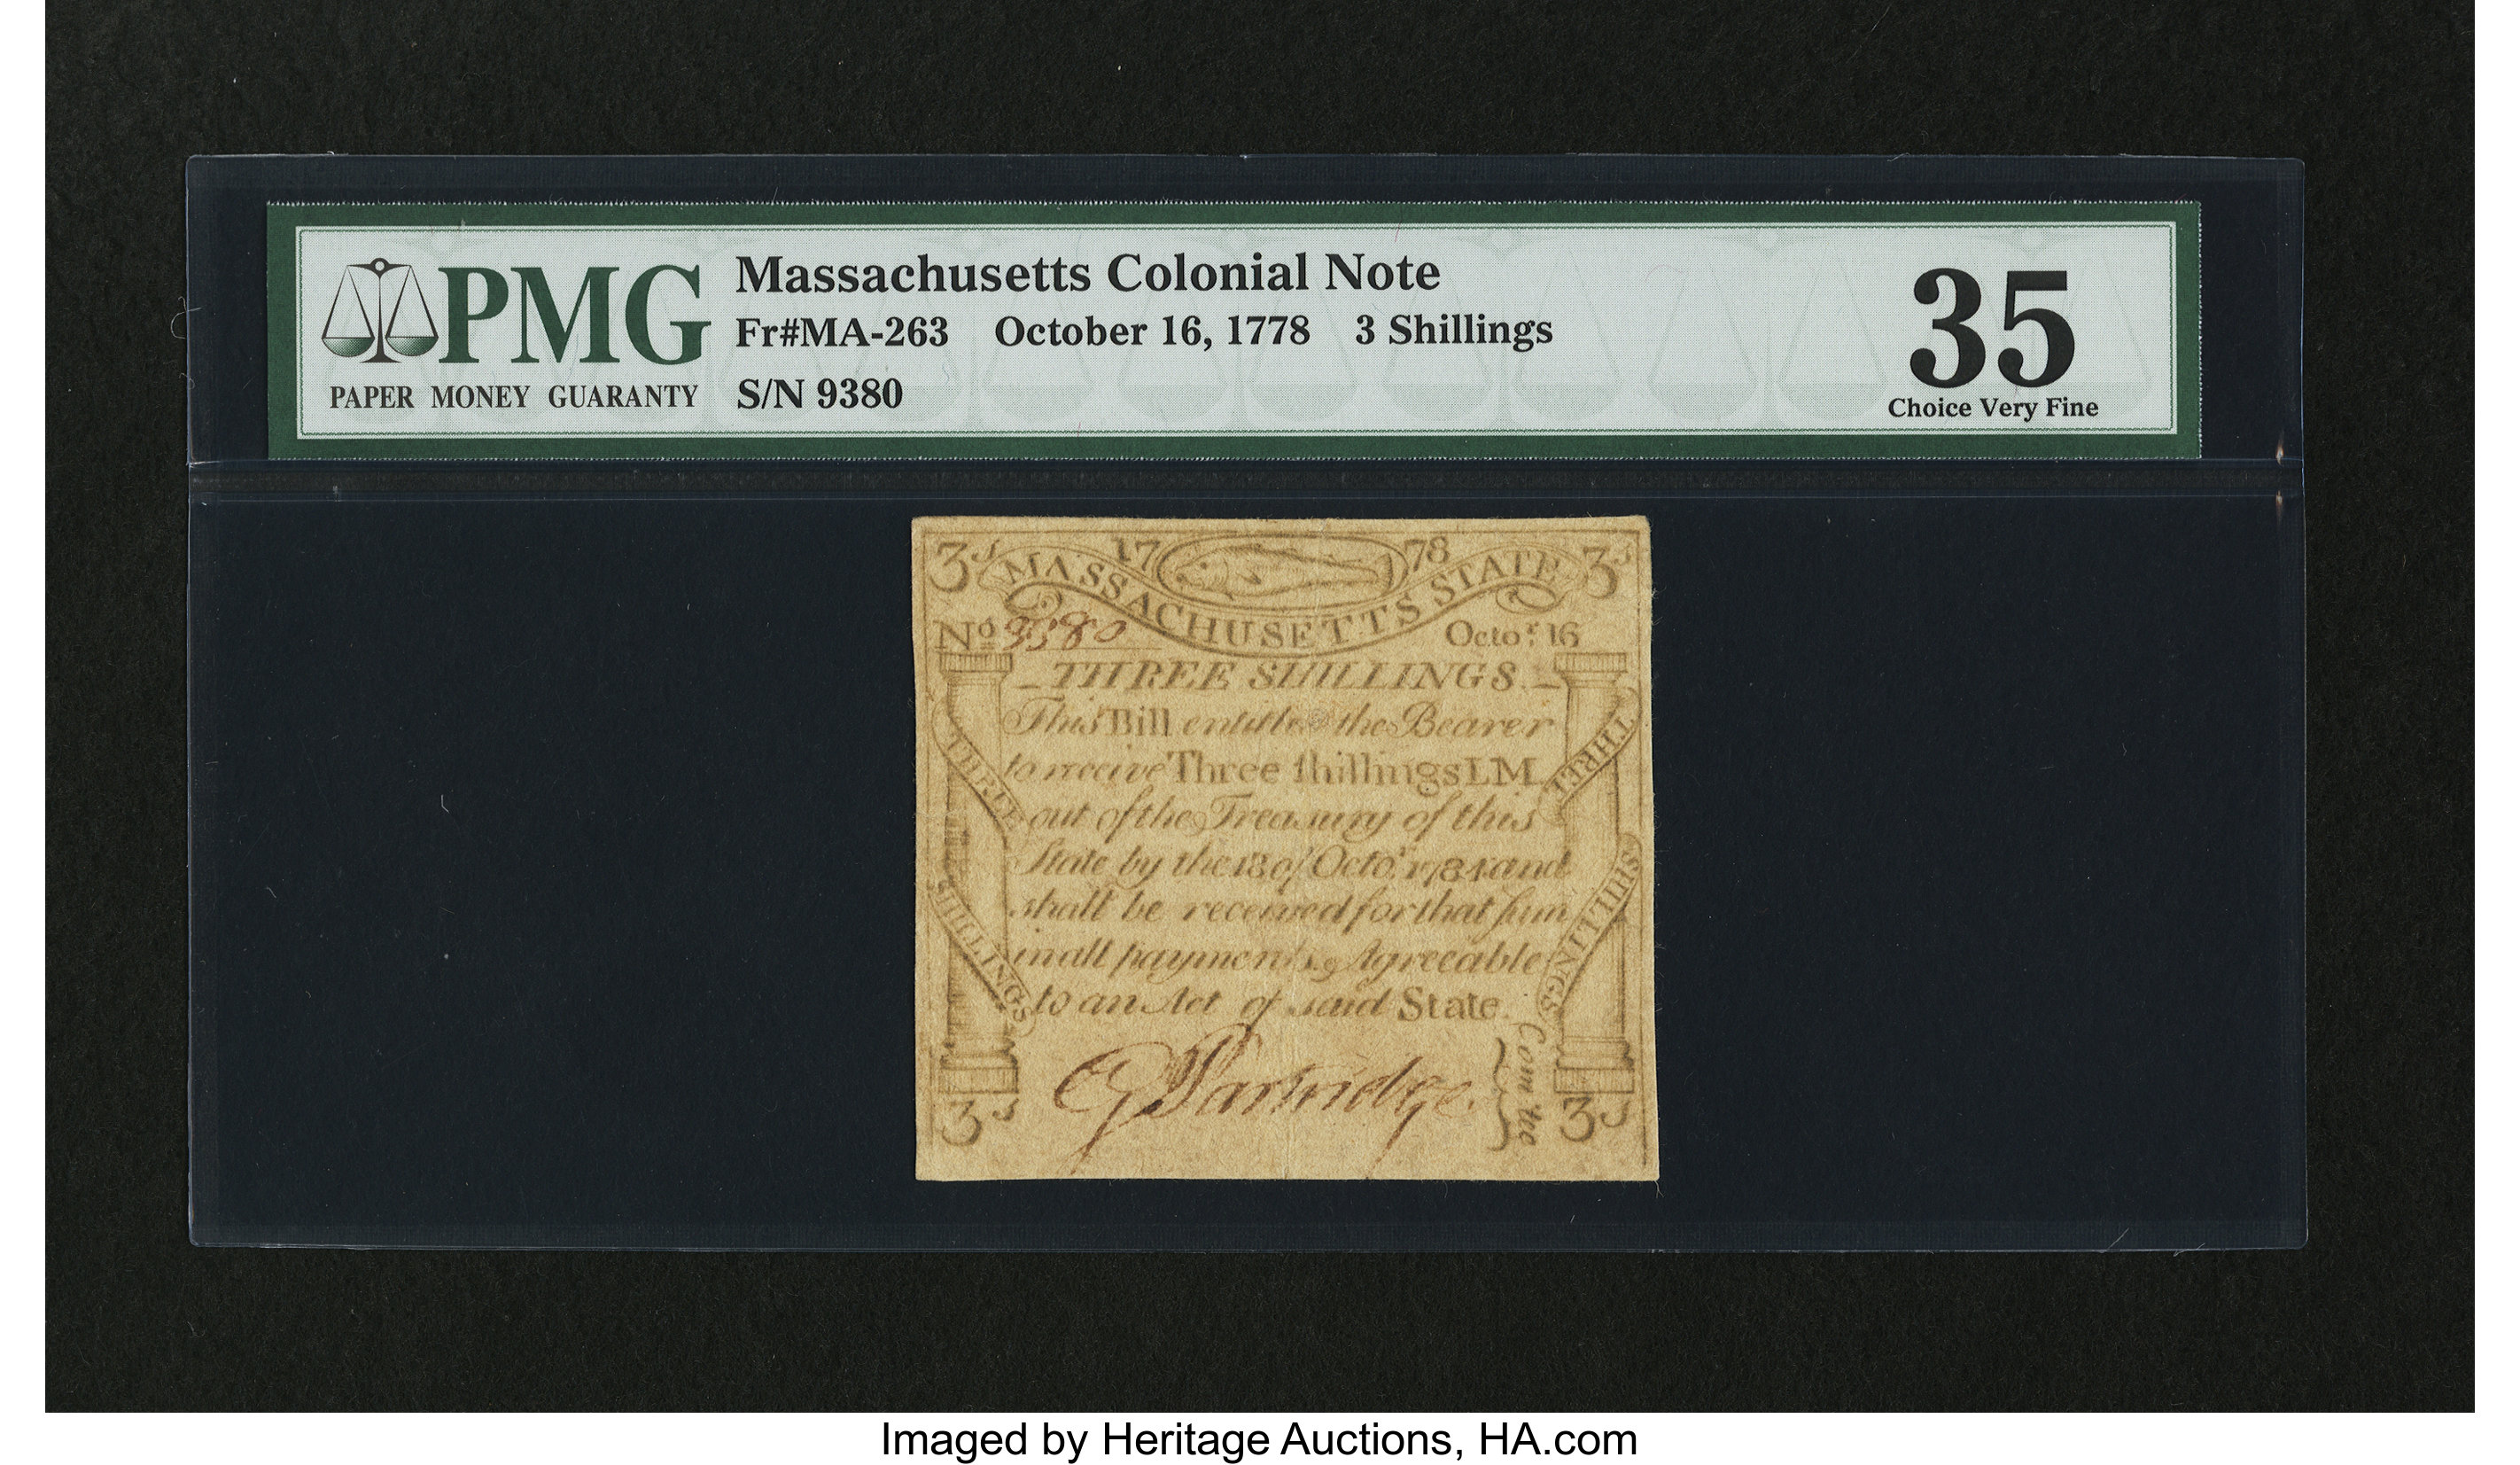 PMG
PAPER MONEY GUARANTY
Massachusetts Colonial Note
Fr#MA-263 October 16, 1778 3 Shillings
S/N 9380
35
Choice Very Fine
3s 17 78 3s
MASSACHUSETTS STATE
No. 9380 Octor. 16
THREE SHILLINGS.
This Bill entitles the Bearer
to receive Three shillings LM.
out of the Treasury of this
State by the 18 of Octor. 1784 and
shall be received for that sum
in all payments, Agreeable
to an Act of said State.
THREE SHILLINGS
THREE SHILLINGS
G Partridge.
} Com'tee
3s 3s
Imaged by Heritage Auctions, HA.com